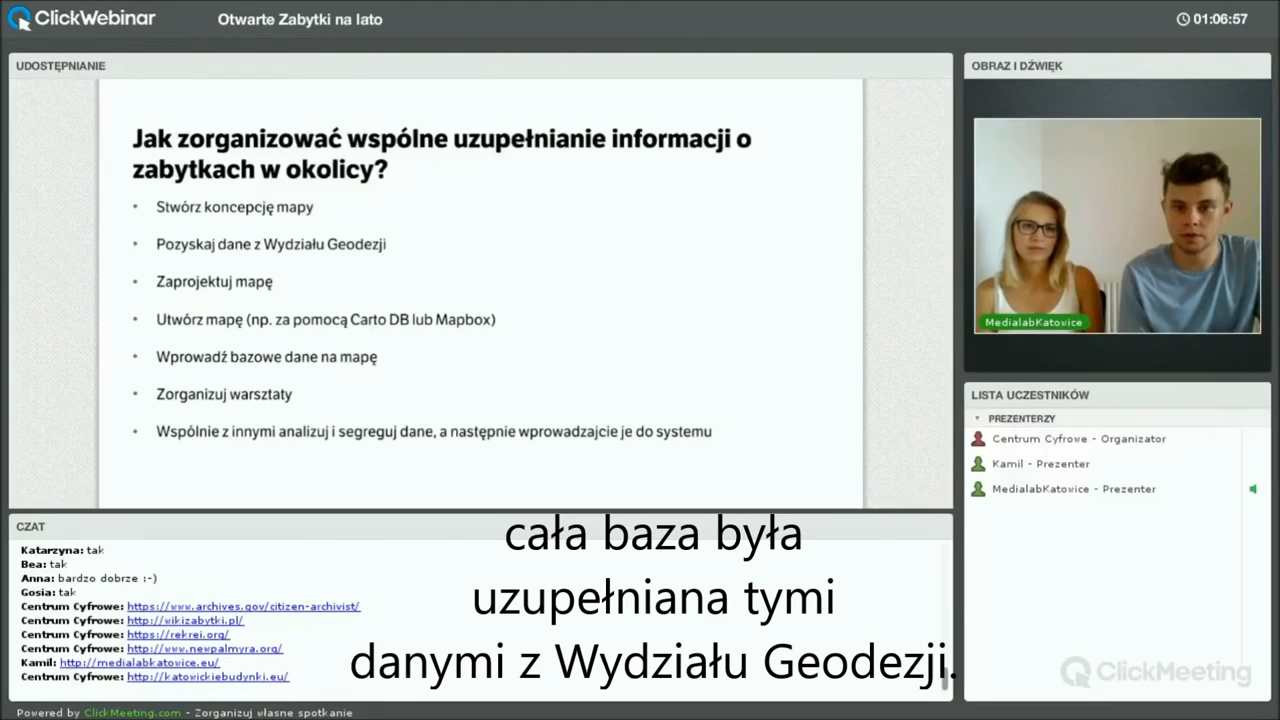 ClickWebinar
Otwarte Zabytki na lato
01:06:57
UDOSTĘPNIANIE
Jak zorganizować wspólne uzupełnianie informacji o
zabytkach w okolicy?
• Stwórz koncepcję mapy
• Pozyskaj dane z Wydziału Geodezji
• Zaprojektuj mapę
• Utwórz mapę (np. za pomocą Carto DB lub Mapbox)
• Wprowadź bazowe dane na mapę
• Zorganizuj warsztaty
• Wspólnie z innymi analizuj i segreguj dane, a następnie wprowadzajcie je do systemu
OBRAZ I DŹWIĘK
MedialabKatowice
LISTA UCZESTNIKÓW
PREZENTERZY
Centrum Cyfrowe - Organizator
Kamil - Prezenter
MedialabKatowice - Prezenter
CZAT
Katarzyna: tak
Bea: tak
Anna: bardzo dobrze :-)
Gosia: tak
Centrum Cyfrowe: https://www.archives.gov/citizen-archivist/
Centrum Cyfrowe: http://wikizabytki.pl/
Centrum Cyfrowe: https://rekrei.org/
Centrum Cyfrowe: http://www.newpalmyra.org/
Kamil: http://medialabkatowice.eu/
Centrum Cyfrowe: http://katowickiebudynki.eu/
cała baza była
uzupełniana tymi
danymi z Wydziału Geodezji.
ClickMeeting
Powered by ClickMeeting.com - Zorganizuj własne spotkanie